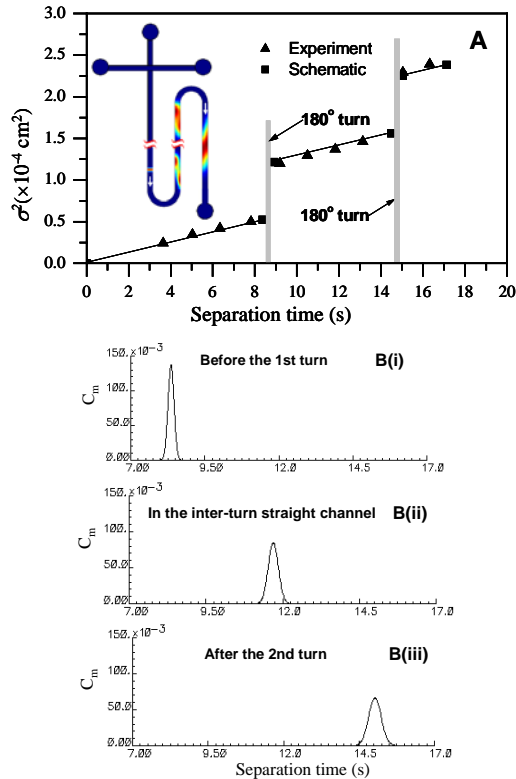 3.0
2.5
2.0
1.5
1.0
0.5
0.0
σ²(×10⁻⁴ cm²)
A
▲ Experiment
■ Schematic
180° turn
180° turn
0 2 4 6 8 10 12 14 16 18 20
Separation time (s)
Before the 1st turn B(i)
150.×10⁻³
100.0
50.00
0.00
Cₘ
7.00 9.50 12.0 14.5 17.0
In the inter-turn straight channel B(ii)
150.×10⁻³
100.0
50.00
0.00
Cₘ
7.00 9.50 12.0 14.5 17.0
After the 2nd turn B(iii)
150.×10⁻³
100.0
50.00
0.00
Cₘ
7.00 9.50 12.0 14.5 17.0
Separation time (s)